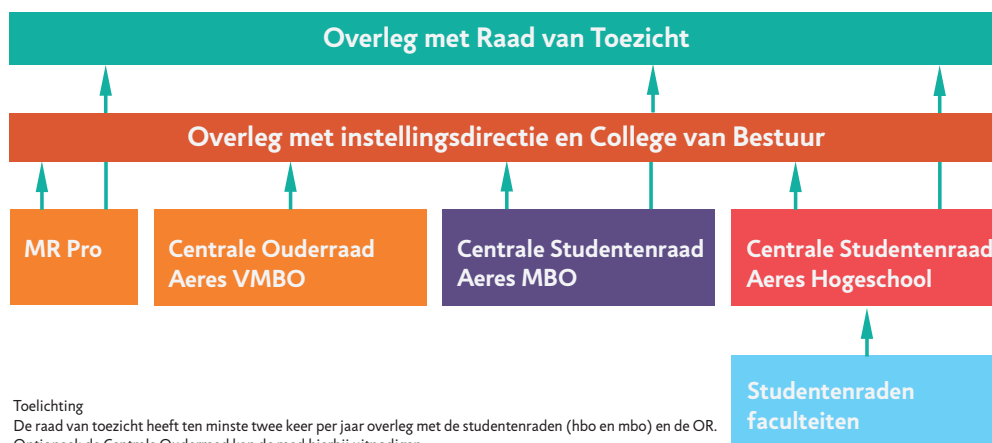 Overleg met Raad van Toezicht
Overleg met instellingsdirectie en College van Bestuur
MR Pro
Centrale Ouderraad
Aeres VMBO
Centrale Studentenraad
Aeres MBO
Centrale Studentenraad
Aeres Hogeschool
Studentenraden
faculteiten
Toelichting
De raad van toezicht heeft ten minste twee keer per jaar overleg met de studentenraden (hbo en mbo) en de OR.